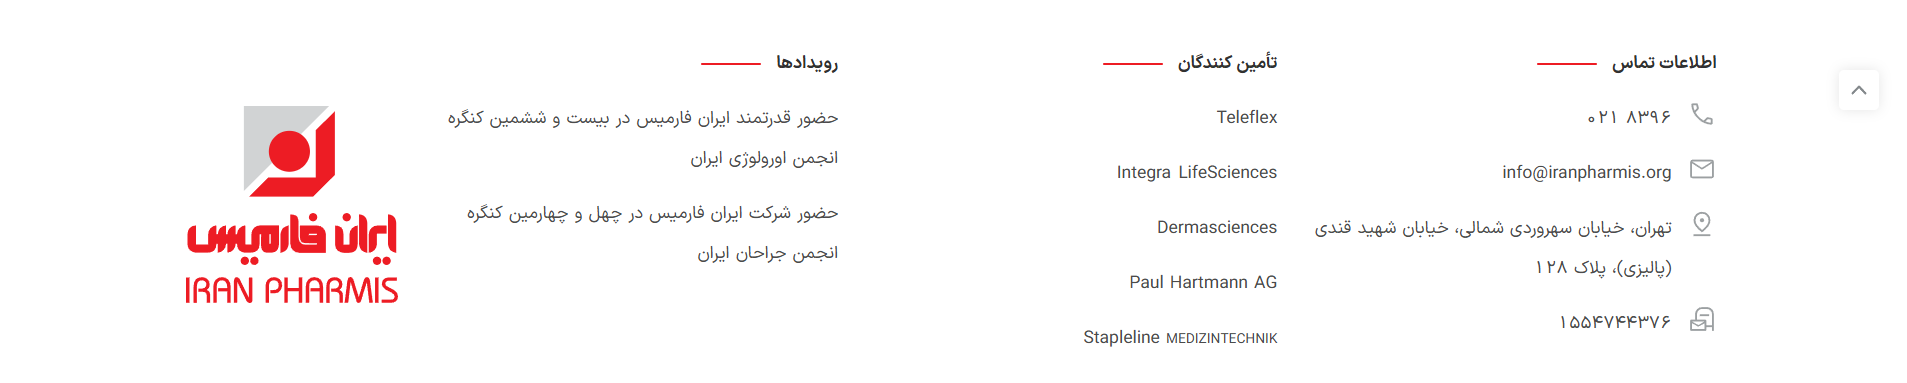 اطلاعات تماس
۰۲۱ ۸۳۹۶
info@iranpharmis.org
تهران، خیابان سهروردی شمالی، خیابان شهید قندی
(پالیزی)، پلاک ۱۲۸
۱۵۵۴۷۴۴۳۷۶
تأمین کنندگان
Teleflex
Integra LifeSciences
Dermasciences
Paul Hartmann AG
Stapleline MEDIZINTECHNIK
رویدادها
حضور قدرتمند ایران فارمیس در بیست و ششمین کنگره
انجمن اورولوژی ایران
حضور شرکت ایران فارمیس در چهل و چهارمین کنگره
انجمن جراحان ایران
ایران فارمیس
IRAN PHARMIS